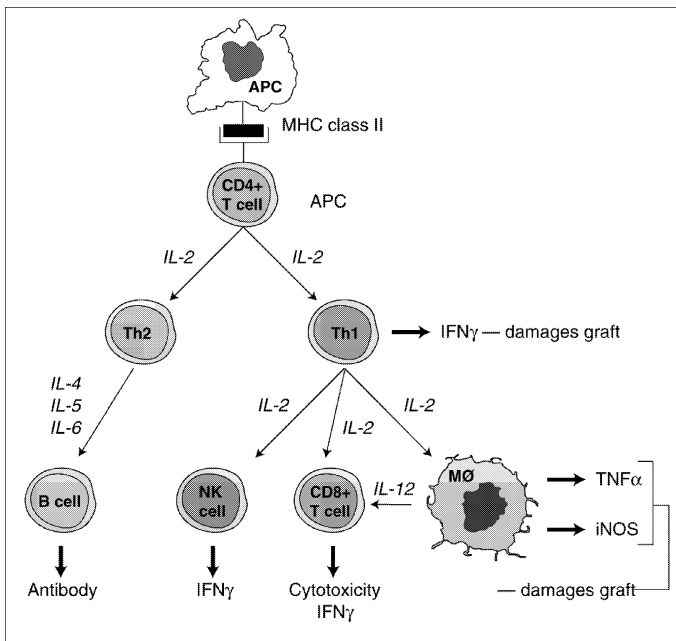 APC
MHC class II
CD4+
T cell
APC
IL-2
IL-2
Th2
Th1
IFNγ — damages graft
IL-4
IL-5
IL-6
IL-2
IL-2
IL-2
B cell
NK
cell
CD8+
T cell
IL-12
MØ
TNFα
iNOS
— damages graft
Antibody
IFNγ
Cytotoxicity
IFNγ